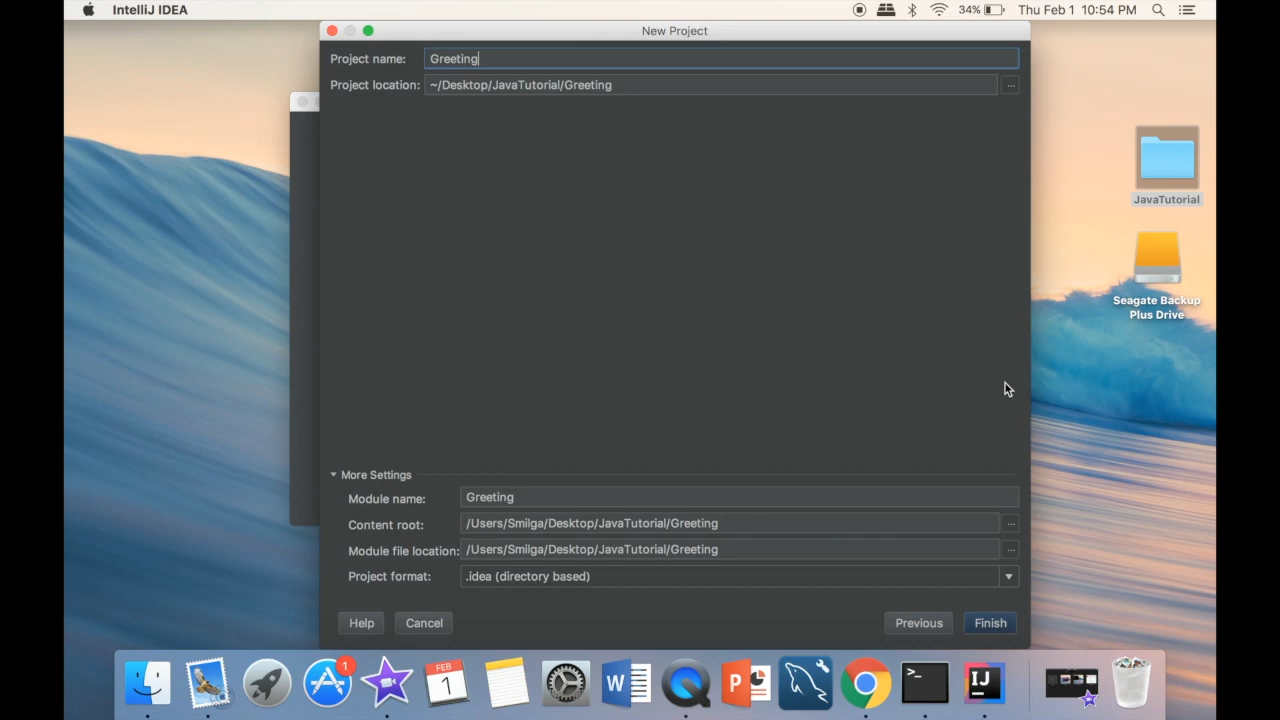 IntelliJ IDEA
34%
Thu Feb 1 10:54 PM
New Project
Project name:
Greeting
Project location:
~/Desktop/JavaTutorial/Greeting
...
JavaTutorial
Seagate Backup
Plus Drive
More Settings
Module name:
Greeting
Content root:
/Users/Smilga/Desktop/JavaTutorial/Greeting
...
Module file location:
/Users/Smilga/Desktop/JavaTutorial/Greeting
...
Project format:
.idea (directory based)
Help
Cancel
Previous
Finish
1
FEB
1
W
P
>_
IJ